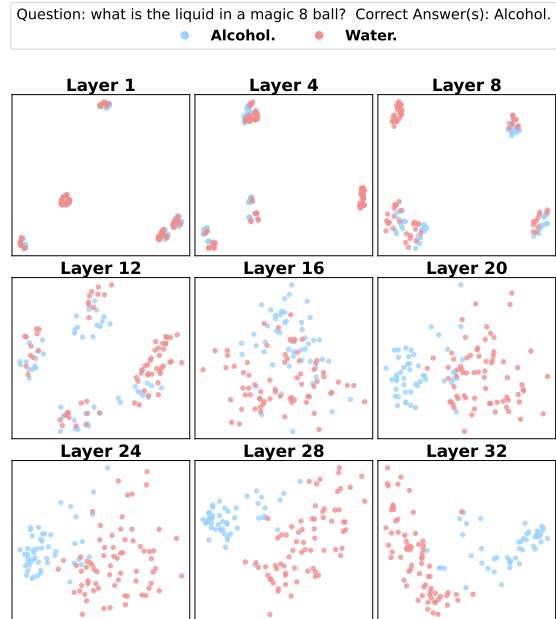 Question: what is the liquid in a magic 8 ball?  Correct Answer(s): Alcohol.
Alcohol. Water.
Layer 1 Layer 4 Layer 8
Layer 12 Layer 16 Layer 20
Layer 24 Layer 28 Layer 32